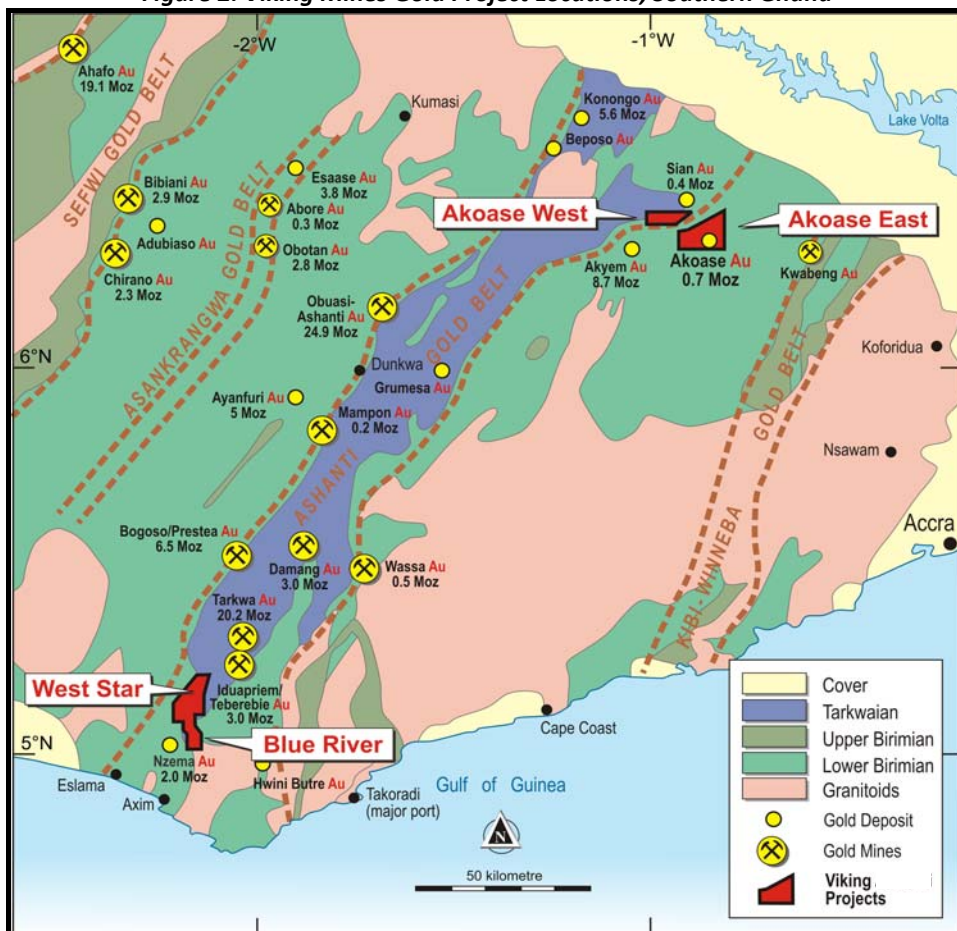 Figure 2: Viking Mines Gold Project Locations, Southern Ghana
-2°W
-1°W
Ahafo Au
19.1 Moz
SEFWI GOLD BELT
Kumasi
Konongo Au
5.6 Moz
Beposo Au
Lake Volta
Bibiani Au
2.9 Moz
Adubiaso Au
Chirano Au
2.3 Moz
Esaase Au
3.8 Moz
Abore Au
0.3 Moz
Obotan Au
2.8 Moz
ASANKRANGWA GOLD BELT
Sian Au
0.4 Moz
Akoase West
Akoase East
Akyem Au
8.7 Moz
Akoase Au
0.7 Moz
Kwabeng Au
Obuasi-
Ashanti Au
24.9 Moz
6°N
Dunkwa
Grumesa Au
Koforidua
Ayanfuri Au
5 Moz
Mampon Au
0.2 Moz
ASHANTI GOLD BELT
Nsawam
KIBI-WINNEBA GOLD BELT
Bogoso/Prestea Au
6.5 Moz
Damang Au
3.0 Moz
Wassa Au
0.5 Moz
Accra
Tarkwa Au
20.2 Moz
Iduapriem/
Teberebie Au
3.0 Moz
West Star
Blue River
5°N
Nzema Au
2.0 Moz
Hwini Butre Au
Eslama
Axim
Takoradi
(major port)
Cape Coast
Gulf of Guinea
N
50 kilometre
Cover
Tarkwaian
Upper Birimian
Lower Birimian
Granitoids
Gold Deposit
Gold Mines
Viking
Projects